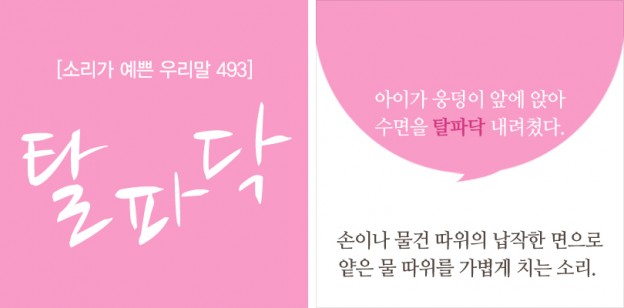 [소리가 예쁜 우리말 493]
탈파닥
아이가 웅덩이 앞에 앉아
수면을 탈파닥 내려쳤다.
손이나 물건 따위의 납작한 면으로
얕은 물 따위를 가볍게 치는 소리.